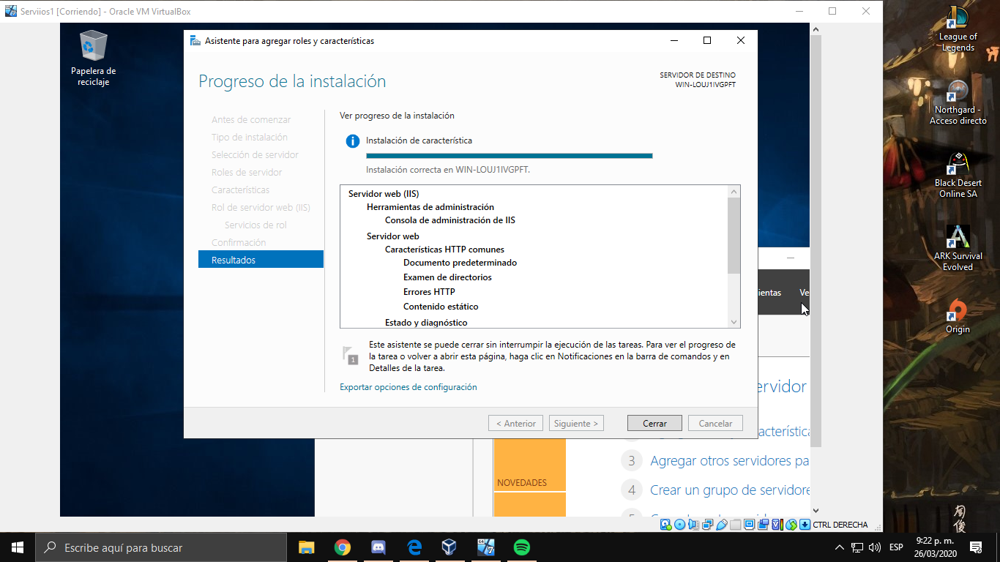 Serviios1 [Corriendo] - Oracle VM VirtualBox
Papelera de
reciclaje
Asistente para agregar roles y características
Progreso de la instalación
SERVIDOR DE DESTINO
WIN-LOUJ1IVGPFT
Antes de comenzar
Tipo de instalación
Selección de servidor
Roles de servidor
Características
Rol de servidor web (IIS)
Servicios de rol
Confirmación
Resultados
Ver progreso de la instalación
Instalación de característica
Instalación correcta en WIN-LOUJ1IVGPFT.
Servidor web (IIS)
Herramientas de administración
Consola de administración de IIS
Servidor web
Características HTTP comunes
Documento predeterminado
Examen de directorios
Errores HTTP
Contenido estático
Estado y diagnóstico
1
Este asistente se puede cerrar sin interrumpir la ejecución de las tareas. Para ver el progreso de
la tarea o volver a abrir esta página, haga clic en Notificaciones en la barra de comandos y en
Detalles de la tarea.
Exportar opciones de configuración
< Anterior
Siguiente >
Cerrar
Cancelar
ientas
Ve
ervidor
acterística
3 Agregar otros servidores pa
4 Crear un grupo de servidore
NOVEDADES
CTRL DERECHA
League of
Legends
Northgard -
Acceso directo
Black Desert
Online SA
ARK Survival
Evolved
Origin
Escribe aquí para buscar
ESP
9:22 p. m.
26/03/2020